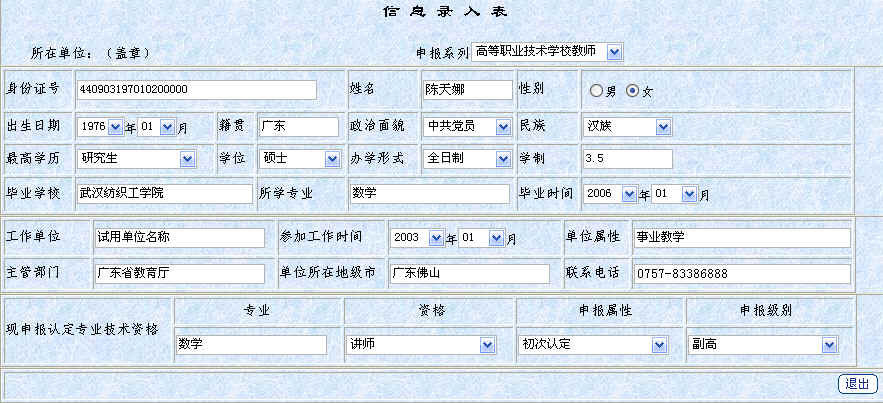 信息录入表
所在单位：（盖章） 申报系列 高等职业技术学校教师
身份证号 440903197010200000 姓名 陈天娜 性别 男 女
出生日期 1976 年 01 月 籍贯 广东 政治面貌 中共党员 民族 汉族
最高学历 研究生 学位 硕士 办学形式 全日制 学制 3.5
毕业学校 武汉纺织工学院 所学专业 数学 毕业时间 2006 年 01 月
工作单位 试用单位名称 参加工作时间 2003 年 01 月 单位属性 事业教学
主管部门 广东省教育厅 单位所在地级市 广东佛山 联系电话 0757-83386888
现申报认定专业技术资格 专业 资格 申报属性 申报级别
数学 讲师 初次认定 副高
退出